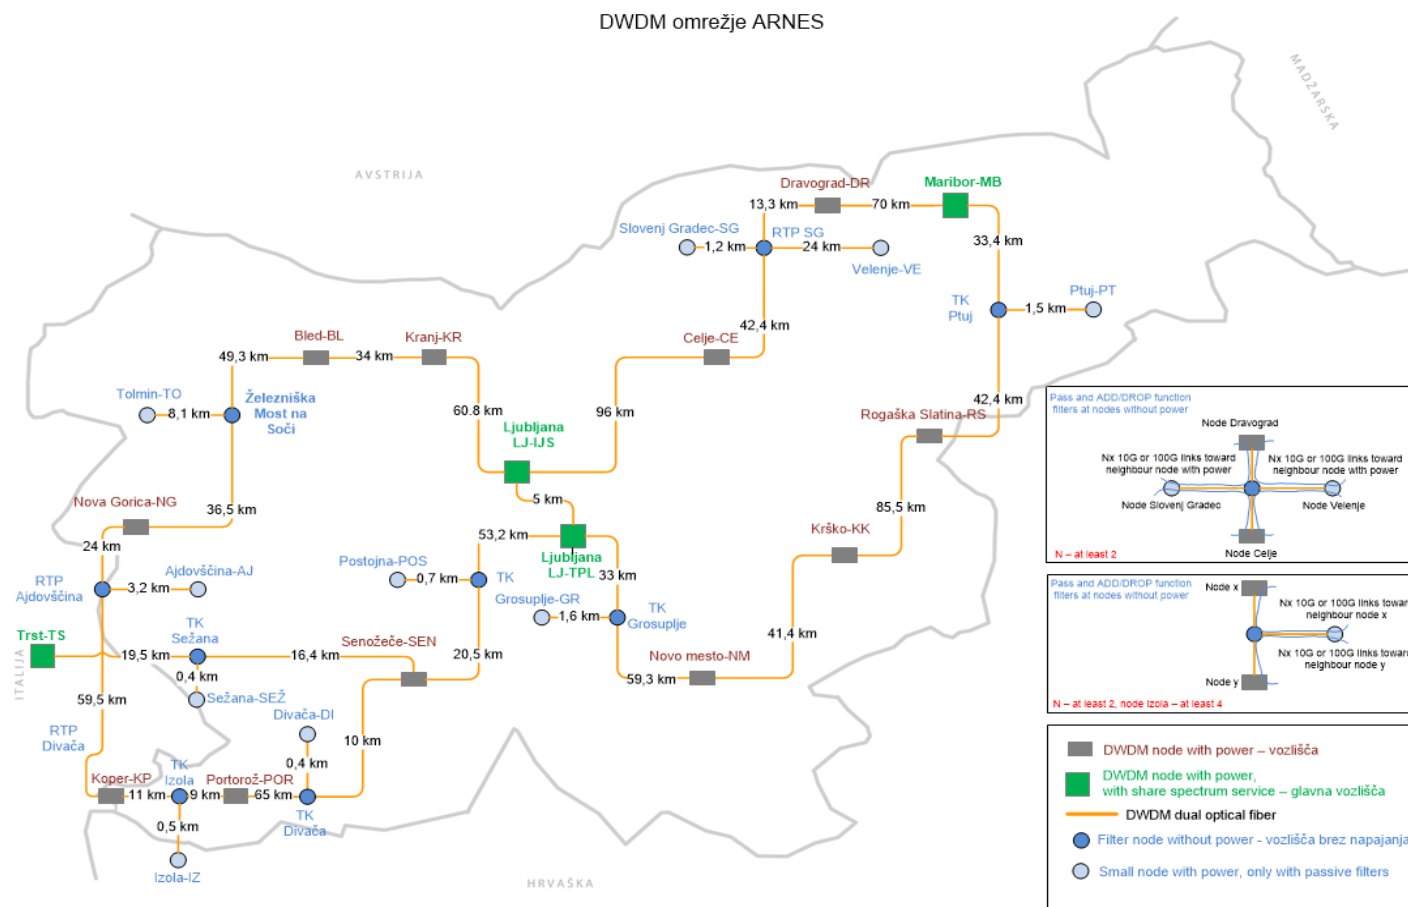 DWDM omrežje ARNES
MADŽARSKA
AVSTRIJA
Dravograd-DR
Maribor-MB
13,3 km
70 km
Slovenj Gradec-SG
RTP SG
33,4 km
1,2 km
24 km
Velenje-VE
TK
Ptuj
Ptuj-PT
1,5 km
42,4 km
Bled-BL
Kranj-KR
Celje-CE
49,3 km
34 km
Tolmin-TO
Železniška
Most na
Soči
8,1 km
60.8 km
96 km
42,4 km
Rogaška Slatina-RS
Ljubljana
LJ-IJS
Nova Gorica-NG
36,5 km
5 km
85,5 km
Krško-KK
24 km
53,2 km
Ljubljana
LJ-TPL
Postojna-POS
0,7 km
TK
33 km
RTP
Ajdovščina
Ajdovščina-AJ
3,2 km
Grosuplje-GR
1,6 km
TK
Grosuplje
Trst-TS
TK
Sežana
41,4 km
19,5 km
16,4 km
Senožeče-SEN
20,5 km
Novo mesto-NM
59,3 km
ITALIJA
0,4 km
Sežana-SEŽ
59,5 km
Divača-DI
RTP
Divača
10 km
0,4 km
Koper-KP
TK
Izola
Portorož-POR
11 km
9 km
65 km
TK
Divača
0,5 km
Izola-IZ
HRVAŠKA
Pass and ADD/DROP function
filters at nodes without power
Node Dravograd
Nx 10G or 100G links toward
neighbour node with power
Nx 10G or 100G links toward
neighbour node with power
Node Slovenj Gradec
Node Velenje
Node Celje
N – at least 2
Pass and ADD/DROP function
filters at nodes without power
Node x
Nx 10G or 100G links towar
neighbour node x
Nx 10G or 100G links towar
neighbour node y
Node y
N – at least 2, node Izola – at least 4
DWDM node with power – vozlišča
DWDM node with power,
with share spectrum service – glavna vozlišča
DWDM dual optical fiber
Filter node without power - vozlišča brez napajanja
Small node with power, only with passive filters